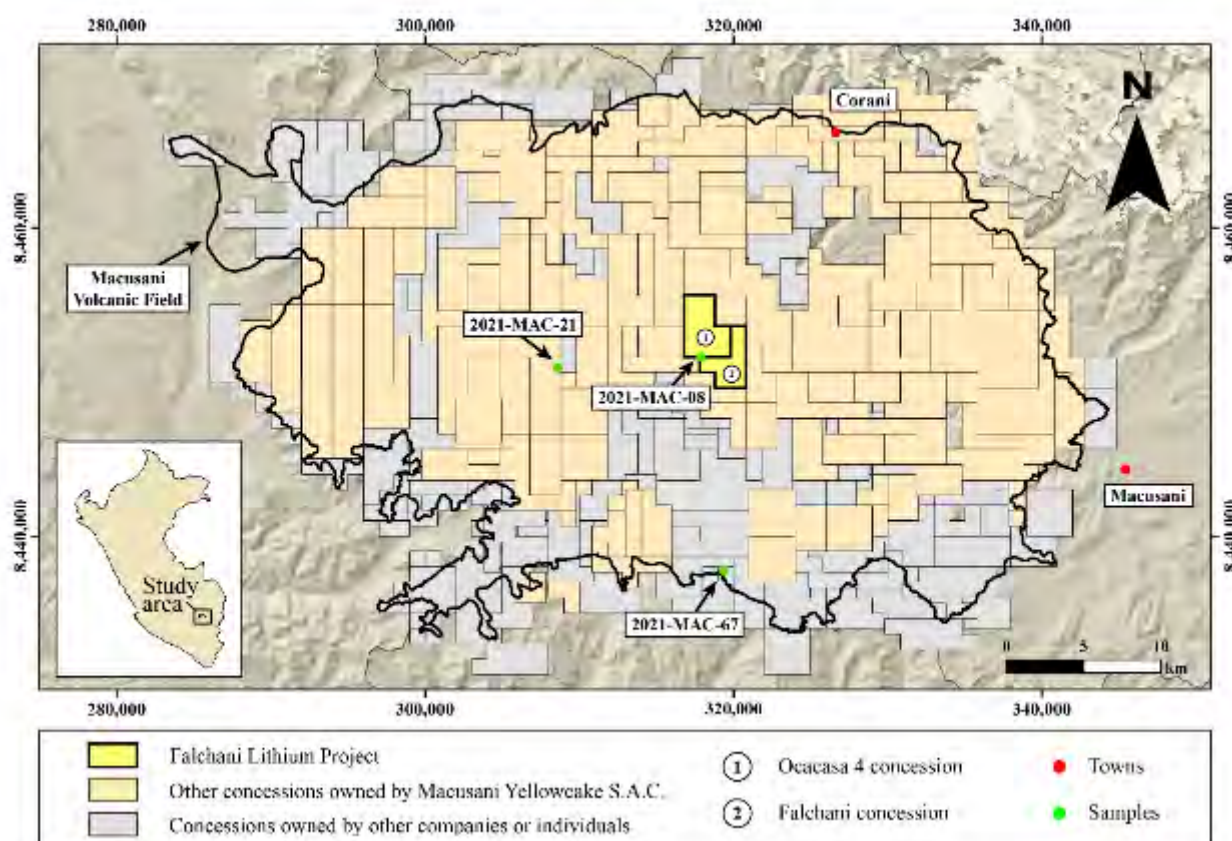 280,000 300,000 320,000 340,000
Corani
N
8,460,000 8,460,000
Macusani
Volcanic Field
2021-MAC-21
1
2
2021-MAC-08
Macusani
8,440,000 8,440,000
Study
area
2021-MAC-67
0 5 10
Km
280,000 300,000 320,000 340,000
Falchani Lithium Project
Other concessions owned by Macusani Yellowcake S.A.C.
Concessions owned by other companies or individuals
1 Ocacasa 4 concession
2 Falchani concession
Towns
Samples